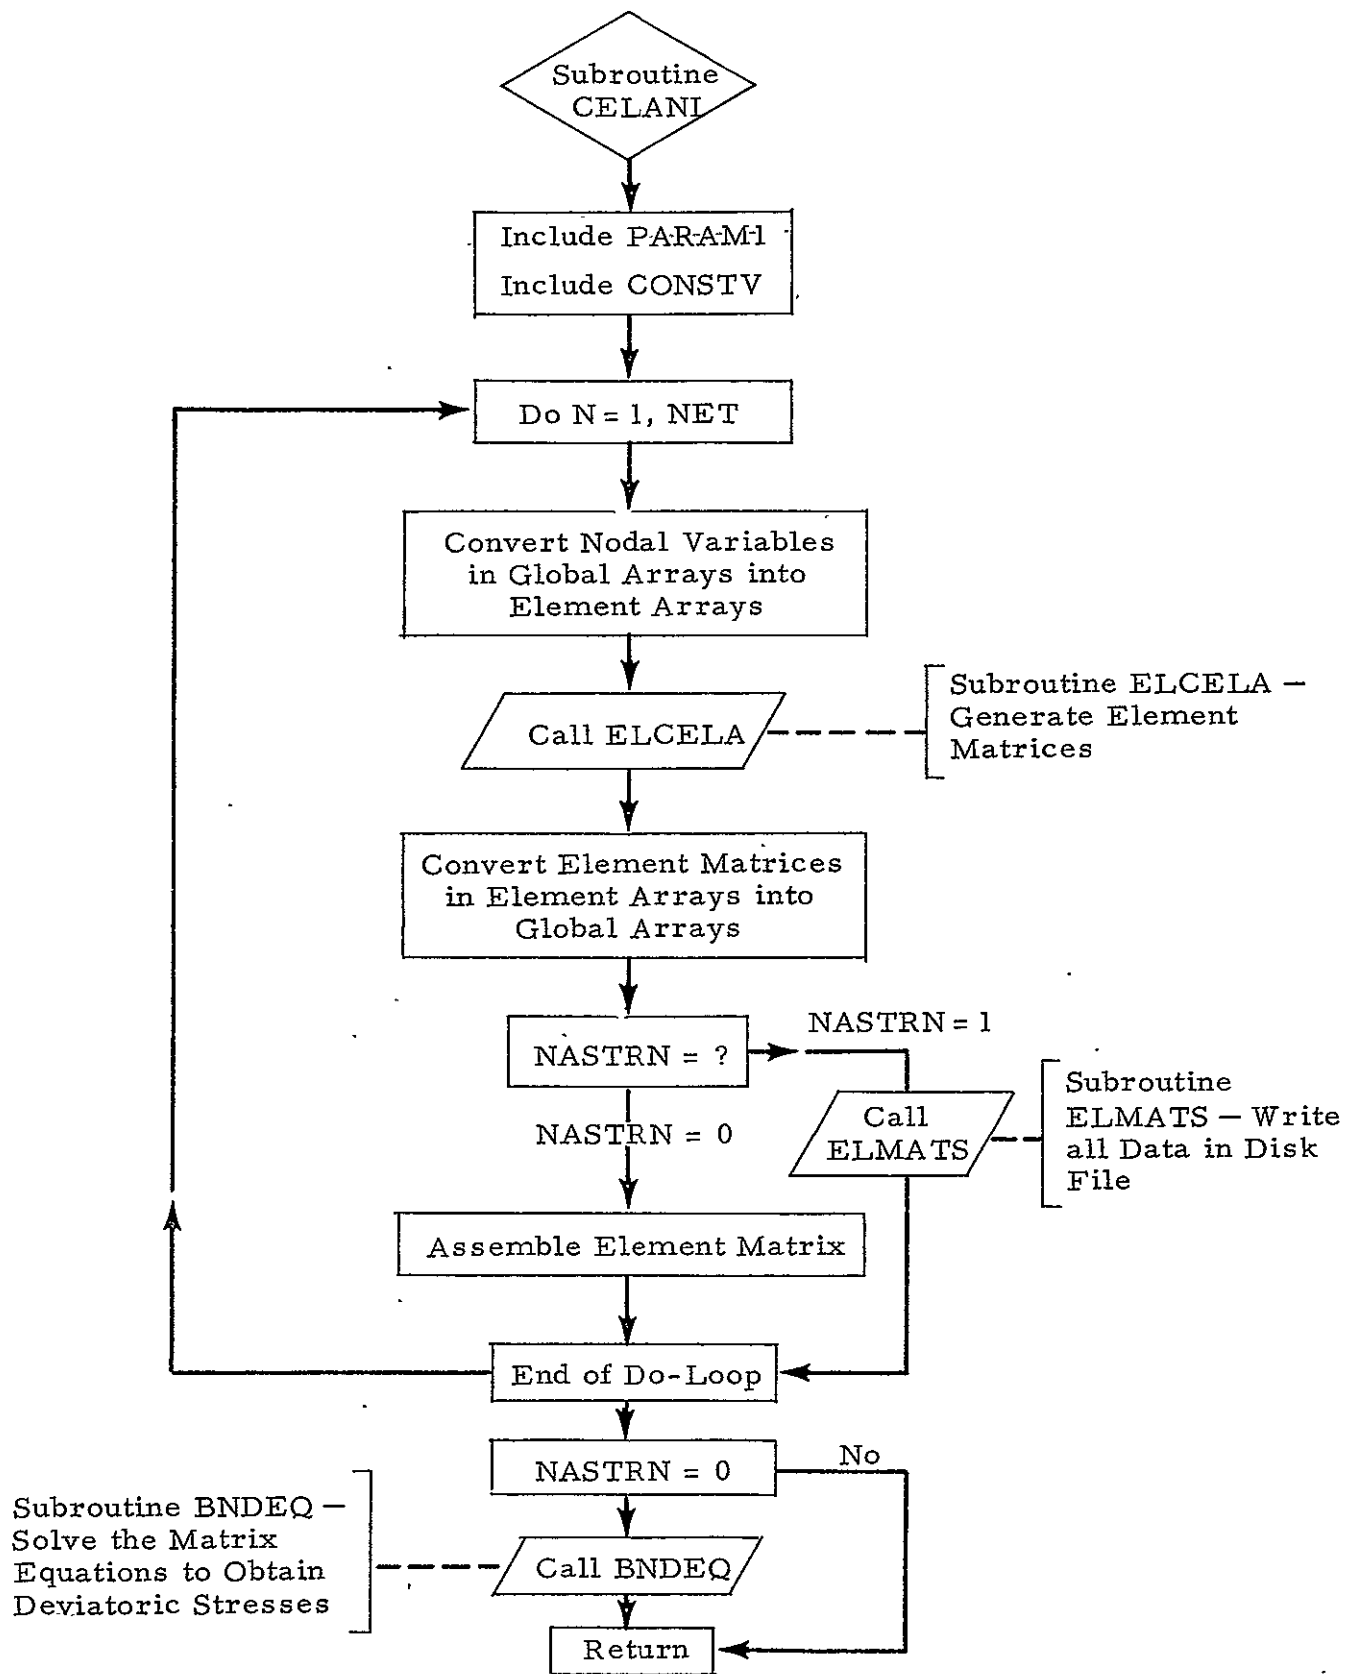 Subroutine
CELANI
Include PARAM1
Include CONSTV
Do N = 1, NET
Convert Nodal Variables
in Global Arrays into
Element Arrays
Call ELCELA
Subroutine ELCELA —
Generate Element
Matrices
Convert Element Matrices
in Element Arrays into
Global Arrays
NASTRN = ?
NASTRN = 1
NASTRN = 0
Call
ELMATS
Subroutine
ELMATS — Write
all Data in Disk
File
Assemble Element Matrix
End of Do-Loop
NASTRN = 0
No
Subroutine BNDEQ —
Solve the Matrix
Equations to Obtain
Deviatoric Stresses
Call BNDEQ
Return